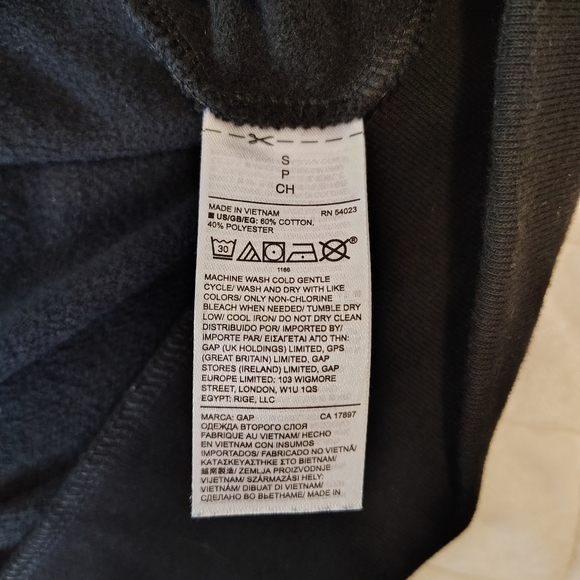 S
P
CH
MADE IN VIETNAM RN 54023
■ US/GB/EG: 60% COTTON,
40% POLYESTER
30 ®
1166
MACHINE WASH COLD GENTLE
CYCLE/ WASH AND DRY WITH LIKE
COLORS/ ONLY NON-CHLORINE
BLEACH WHEN NEEDED/ TUMBLE DRY
LOW/ COOL IRON/ DO NOT DRY CLEAN
DISTRIBUIDO POR/ IMPORTED BY/
IMPORTE PAR/ ΕΙΣΑΓΕΤΑΙ ΑΠΟ ΤΗΝ:
GAP (UK HOLDINGS) LIMITED, GPS
(GREAT BRITAIN) LIMITED, GAP
STORES (IRELAND) LIMITED, GAP
EUROPE LIMITED: 103 WIGMORE
STREET, LONDON, W1U 1QS
EGYPT: RIGE, LLC
MARCA: GAP CA 17897
ОДЕЖДА ВТОРОГО СЛОЯ
FABRIQUE AU VIETNAM/ HECHO
EN VIETNAM CON INSUMOS
IMPORTADOS/ FABRICADO NO VIETNÃ/
ΚΑΤΑΣΚΕΥΑΣΤΗΚΕ ΣΤΟ ΒΙΕΤΝΑΜ/
越南製造/ ZEMLJA PROIZVODNJE
VIJETNAM/ SZÁRMAZÁSI HELY:
VIETNÁM/ DIBUAT DI VIETNAM/
СДЕЛАНО ВО ВЬЕТНАМЕ/ MADE IN